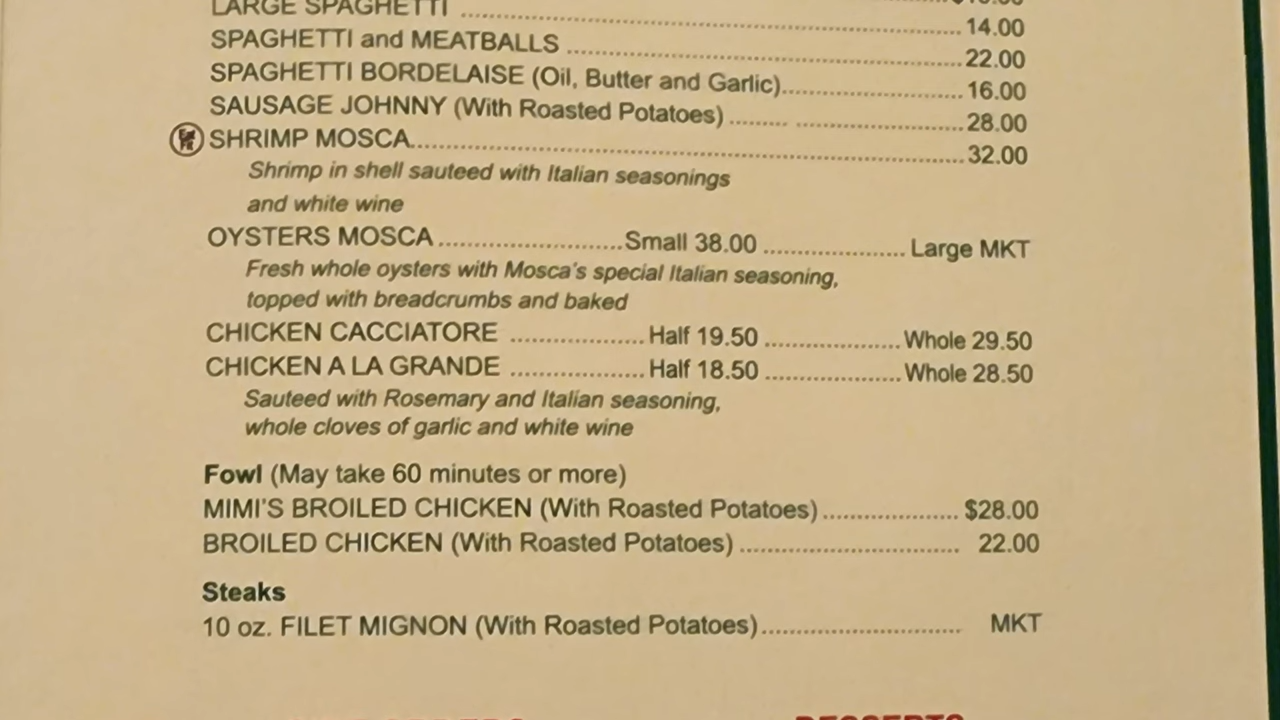 LARGE SPAGHETTI ........ 14.00
SPAGHETTI and MEATBALLS ........ 22.00
SPAGHETTI BORDELAISE (Oil, Butter and Garlic) ........ 16.00
SAUSAGE JOHNNY (With Roasted Potatoes) ........ 28.00
SHRIMP MOSCA ........ 32.00
Shrimp in shell sauteed with Italian seasonings
and white wine
OYSTERS MOSCA ........ Small 38.00 ........ Large MKT
Fresh whole oysters with Mosca's special Italian seasoning,
topped with breadcrumbs and baked
CHICKEN CACCIATORE ........ Half 19.50 ........ Whole 29.50
CHICKEN A LA GRANDE ........ Half 18.50 ........ Whole 28.50
Sauteed with Rosemary and Italian seasoning,
whole cloves of garlic and white wine
Fowl (May take 60 minutes or more)
MIMI'S BROILED CHICKEN (With Roasted Potatoes) ........ $28.00
BROILED CHICKEN (With Roasted Potatoes) ........ 22.00
Steaks
10 oz. FILET MIGNON (With Roasted Potatoes) ........ MKT
DESSERTS